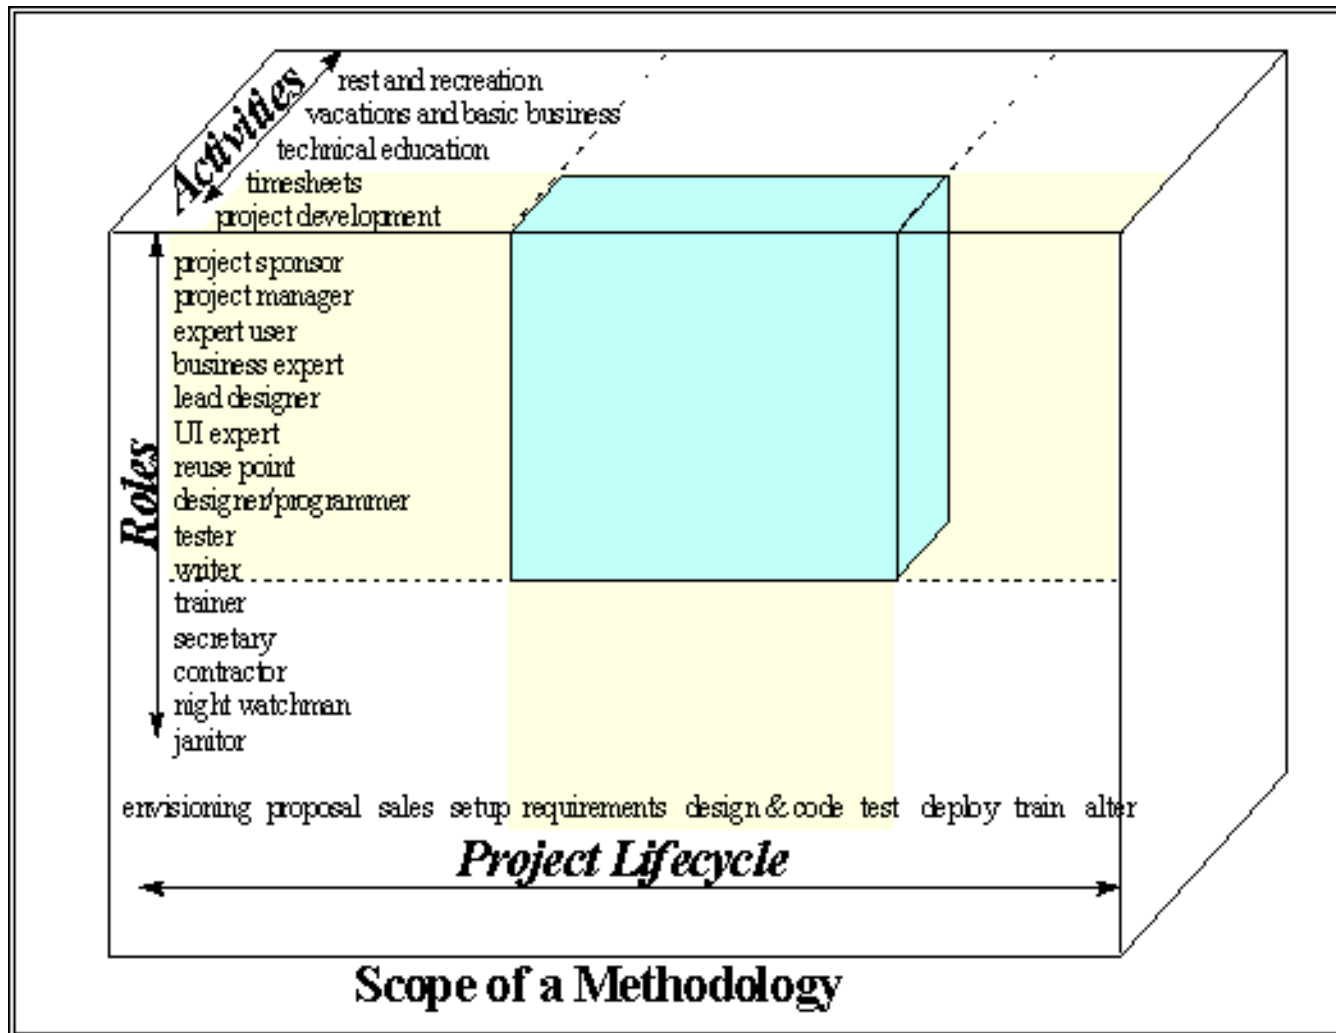 Activities
rest and recreation
vacations and basic business
technical education
timesheets
project development
Roles
project sponsor
project manager
expert user
business expert
lead designer
UI expert
reuse point
designer/programmer
tester
writer
trainer
secretary
contractor
night watchman
janitor
envisioning proposal sales setup requirements design & code test deploy train alter
Project Lifecycle
Scope of a Methodology